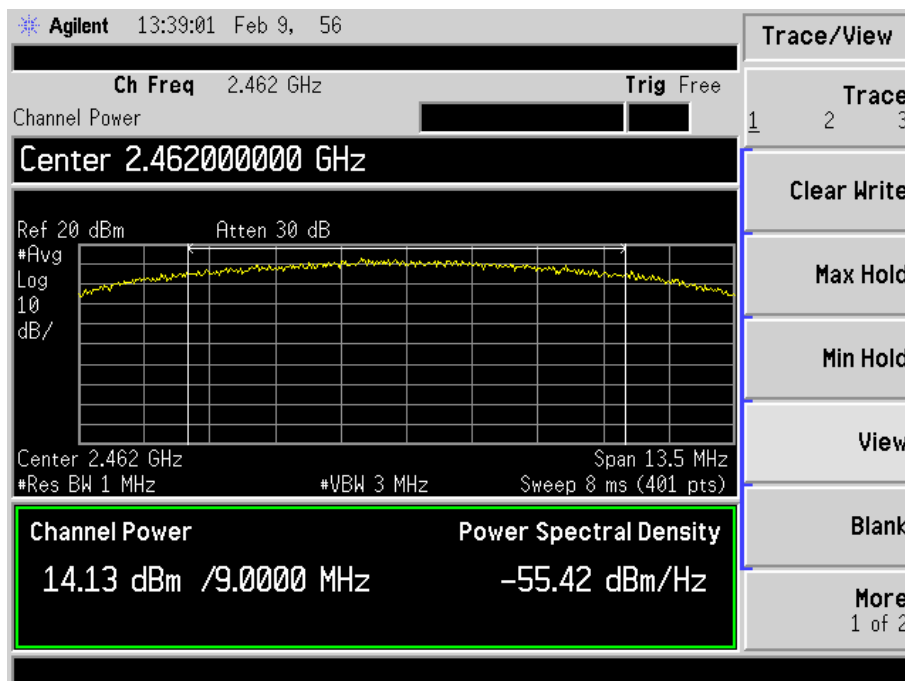 Agilent 13:39:01 Feb 9, 56
Trace/View
Ch Freq 2.462 GHz Trig Free
Channel Power
Trace
1 2 3
Center 2.462000000 GHz
Clear Write
Ref 20 dBm Atten 30 dB
#Avg
Log
10
dB/
Max Hold
Min Hold
View
Center 2.462 GHz Span 13.5 MHz
#Res BW 1 MHz #VBW 3 MHz Sweep 8 ms (401 pts)
Channel Power Power Spectral Density
Blank
14.13 dBm /9.0000 MHz -55.42 dBm/Hz
More
1 of 2